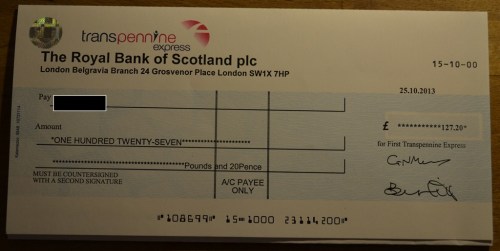 transpennine
express
The Royal Bank of Scotland plc
London Belgravia Branch 24 Grosvenor Place London SW1X 7HP
15-10-00
25.10.2013
Pay
Amount
£ ***********127.20*
*ONE HUNDRED TWENTY-SEVEN**********************
for First Transpennine Express
******************************************Pounds and 20Pence
MUST BE COUNTERSIGNED
WITH A SECOND SIGNATURE
A/C PAYEE
ONLY
"108699" 15"1000 23114200"